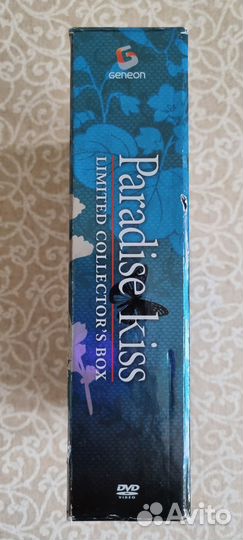 GENEON
Paradise Kiss
LIMITED COLLECTOR'S BOX
DVD
VIDEO
Avito